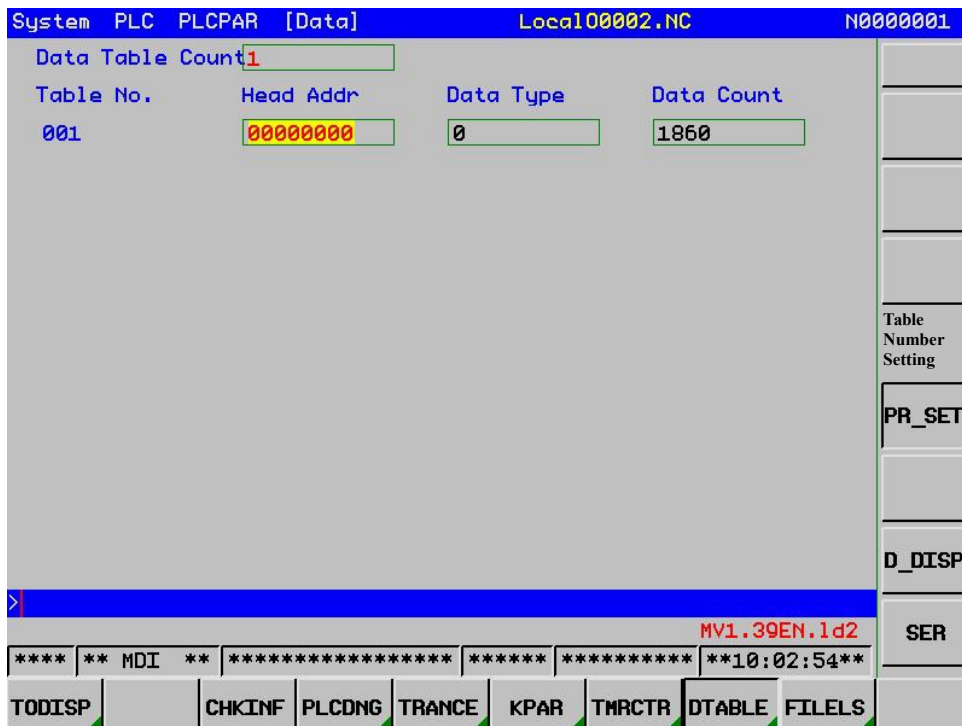 System PLC PLCPAR [Data] LocalO0002.NC N0000001
Data Table Count 1
Table No. Head Addr Data Type Data Count
001 00000000 0 1860
Table
Number
Setting
PR_SET
D_DISP
>
MV1.39EN.ld2
SER
**** ** MDI ** ***************** ****** ********** **10:02:54**
TODISP CHKINF PLCDNG TRANCE KPAR TMRCTR DTABLE FILELS